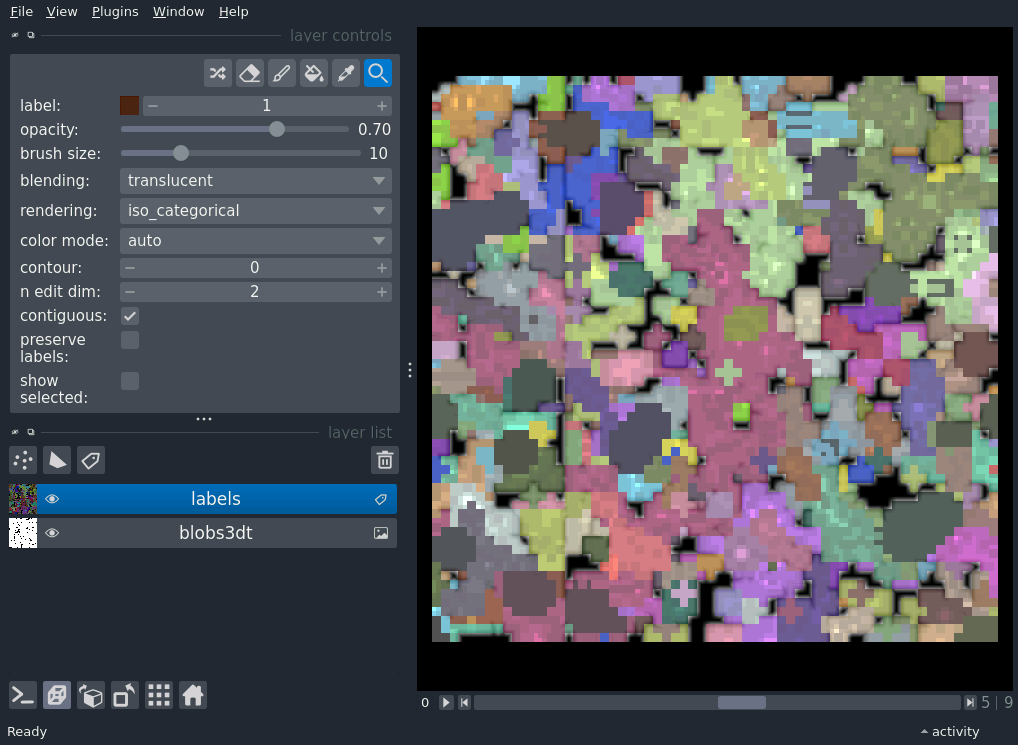 File View Plugins Window Help
layer controls
label: 1
opacity: 0.70
brush size: 10
blending: translucent
rendering: iso_categorical
color mode: auto
contour: 0
n edit dim: 2
contiguous:
preserve
labels:
show
selected:
layer list
labels
blobs3dt
0 5 | 9
Ready activity